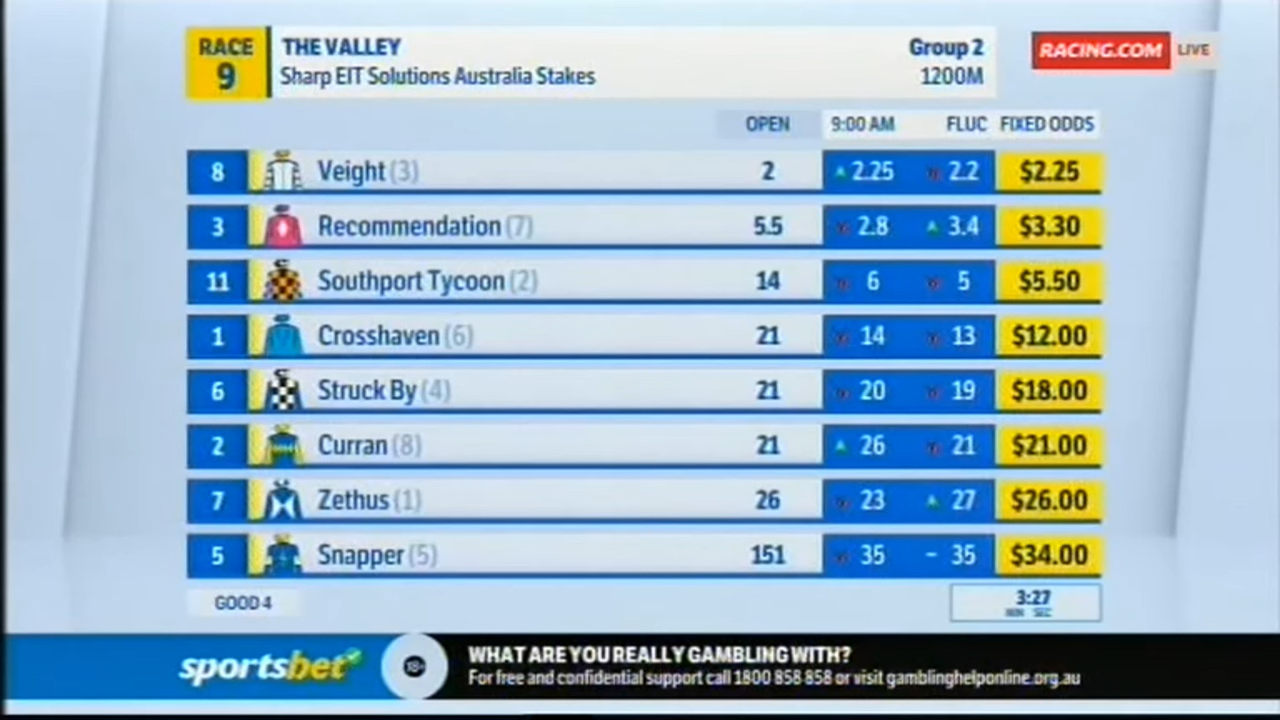 RACE 9
THE VALLEY
Group 2
Sharp EIT Solutions Australia Stakes
1200M
RACING.COM LIVE
OPEN 9:00 AM FLUC FIXED ODDS
8 Veight (3) 2 2.25 2.2 $2.25
3 Recommendation (7) 5.5 2.8 3.4 $3.30
11 Southport Tycoon (2) 14 6 5 $5.50
1 Crosshaven (6) 21 14 13 $12.00
6 Struck By (4) 21 20 19 $18.00
2 Curran (8) 21 26 21 $21.00
7 Zethus (1) 26 23 27 $26.00
5 Snapper (5) 151 35 – 35 $34.00
GOOD 4
3:27
MIN SEC
sportsbet
18+
WHAT ARE YOU REALLY GAMBLING WITH?
For free and confidential support call 1800 858 858 or visit gamblinghelponline.org.au